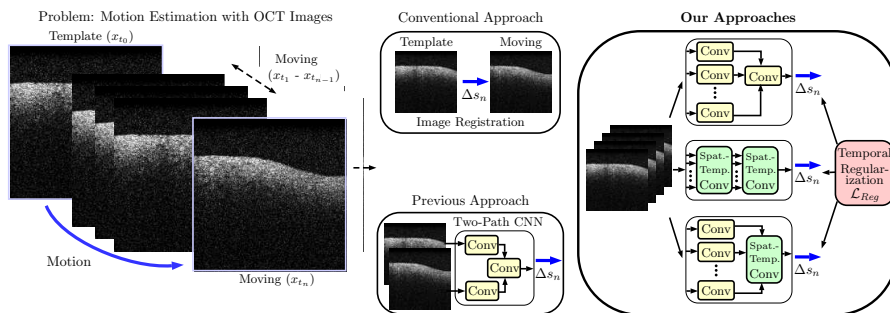 Problem: Motion Estimation with OCT Images
Template (x_{t_0})
Moving
(x_{t_1} - x_{t_{n-1}})
Motion
Moving (x_{t_n})
Conventional Approach
Template
Moving
Δs_n
Image Registration
Previous Approach
Two-Path CNN
Conv
Conv
Conv
Δs_n
Our Approaches
Conv
Conv
Conv
⋮
Conv
Δs_n
Spat.-
Temp.
Conv
Spat.-
Temp.
Conv
Δs_n
Conv
Conv
⋮
Conv
Spat.-
Temp.
Conv
Δs_n
Temporal
Regular-
ization
ℒ_{Reg}